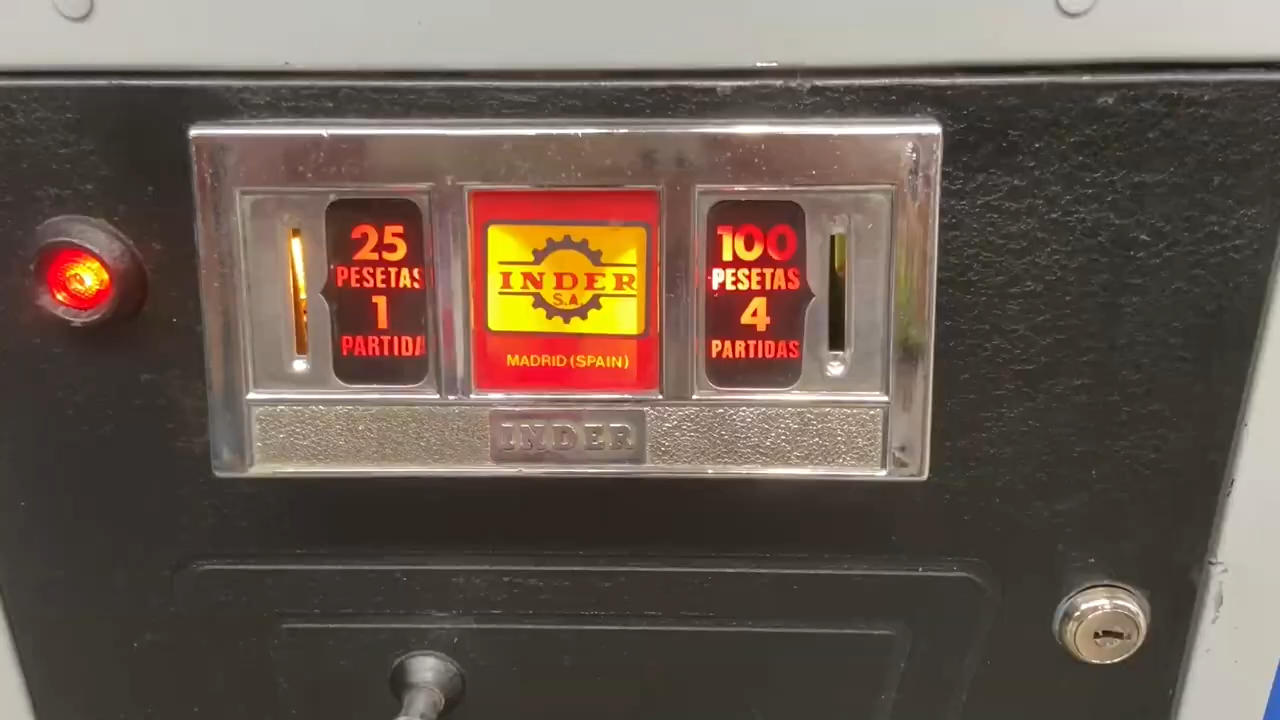 25
PESETAS
1
PARTIDA
INDER
S.A.
MADRID (SPAIN)
100
PESETAS
4
PARTIDAS
INDER